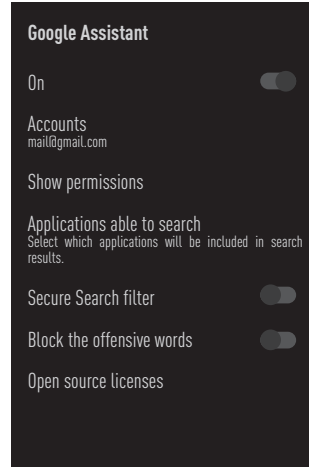 Google Assistant
On
Accounts
mail@gmail.com
Show permissions
Applications able to search
Select which applications will be included in search
results.
Secure Search filter
Block the offensive words
Open source licenses